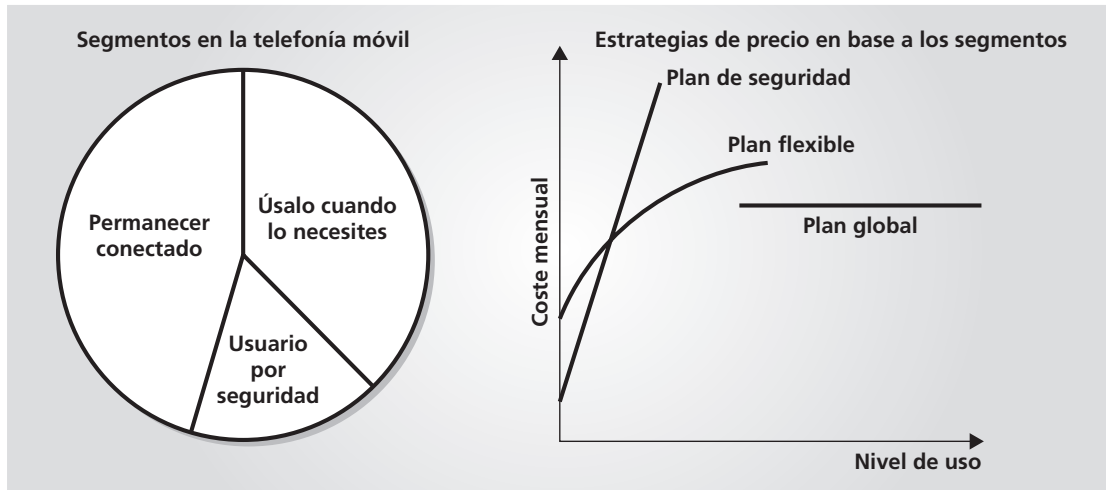 Segmentos en la telefonía móvil
Permanecer
conectado
Úsalo cuando
lo necesites
Usuario
por
seguridad
Estrategias de precio en base a los segmentos
Plan de seguridad
Plan flexible
Plan global
Coste mensual
Nivel de uso